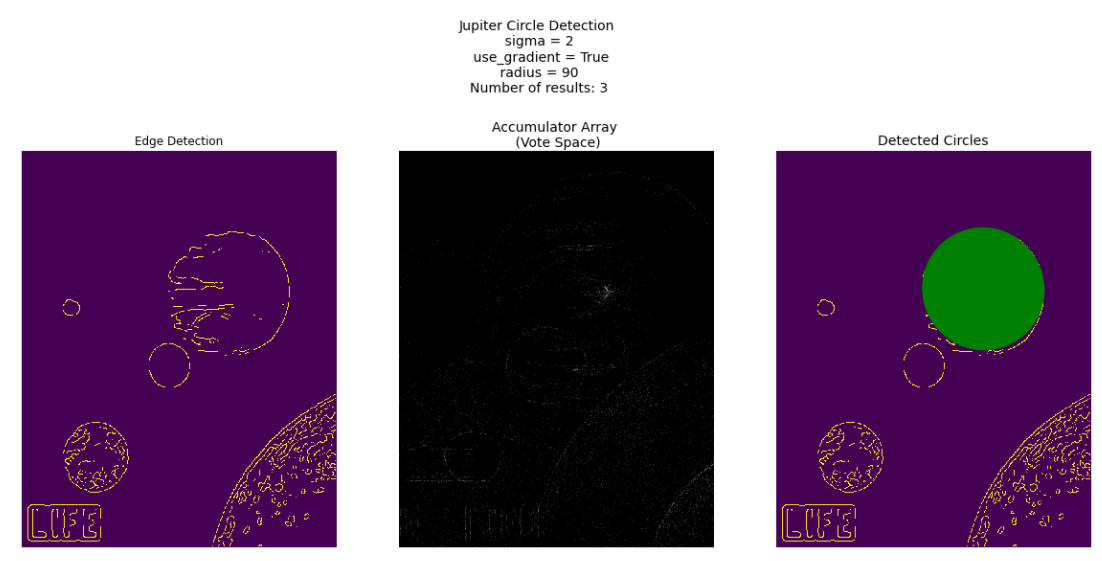 Jupiter Circle Detection
sigma = 2
use_gradient = True
radius = 90
Number of results: 3
Edge Detection
Accumulator Array
(Vote Space)
Detected Circles
LIFE
LIFE